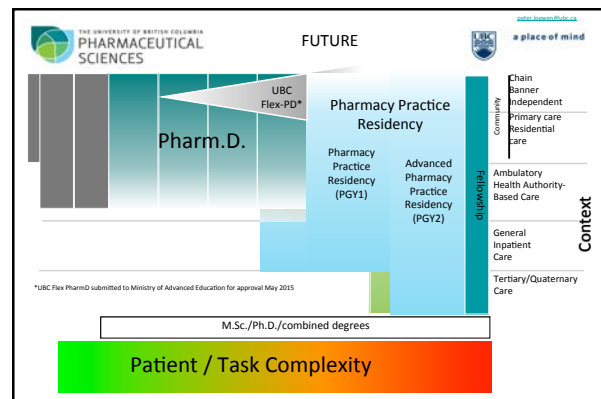 peter.loewen@ubc.ca
THE UNIVERSITY OF BRITISH COLUMBIA
PHARMACEUTICAL
SCIENCES
FUTURE
UBC
a place of mind
UBC
Flex-PD*
Pharm.D.
Pharmacy Practice
Residency
Pharmacy
Practice
Residency
(PGY1)
Advanced
Pharmacy
Practice
Residency
(PGY2)
Fellowship
Community
Chain
Banner
Independent
Primary care
Residential
care
Ambulatory
Health Authority-
Based Care
General
Inpatient
Care
Tertiary/Quaternary
Care
Context
*UBC Flex PharmD submitted to Ministry of Advanced Education for approval May 2015
M.Sc./Ph.D./combined degrees
Patient / Task Complexity